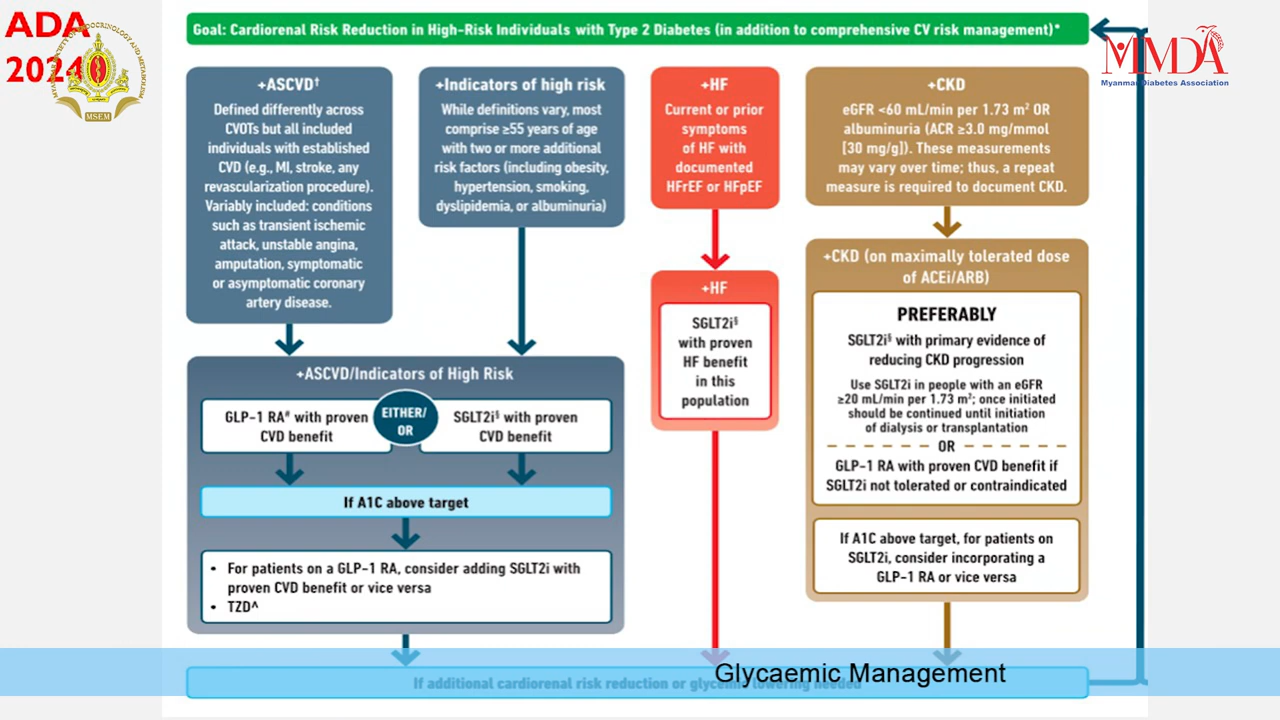 ADA
2024
MSEM
MMDA
Myanmar Diabetes Association
Goal: Cardiorenal Risk Reduction in High-Risk Individuals with Type 2 Diabetes (in addition to comprehensive CV risk management)*
+ASCVD†
Defined differently across
CVOTs but all included
individuals with established
CVD (e.g., MI, stroke, any
revascularization procedure).
Variably included: conditions
such as transient ischemic
attack, unstable angina,
amputation, symptomatic
or asymptomatic coronary
artery disease.
+Indicators of high risk
While definitions vary, most
comprise ≥55 years of age
with two or more additional
risk factors (including obesity,
hypertension, smoking,
dyslipidemia, or albuminuria)
+HF
Current or prior
symptoms
of HF with
documented
HFrEF or HFpEF
+CKD
eGFR <60 mL/min per 1.73 m² OR
albuminuria (ACR ≥3.0 mg/mmol
[30 mg/g]). These measurements
may vary over time; thus, a repeat
measure is required to document CKD.
+ASCVD/Indicators of High Risk
GLP-1 RA# with proven
CVD benefit
EITHER/
OR
SGLT2i§ with proven
CVD benefit
If A1C above target
• For patients on a GLP-1 RA, consider adding SGLT2i with
proven CVD benefit or vice versa
• TZD^
+HF
SGLT2i§
with proven
HF benefit
in this
population
+CKD (on maximally tolerated dose
of ACEi/ARB)
PREFERABLY
SGLT2i§ with primary evidence of
reducing CKD progression
Use SGLT2i in people with an eGFR
≥20 mL/min per 1.73 m²; once initiated
should be continued until initiation
of dialysis or transplantation
OR
GLP-1 RA with proven CVD benefit if
SGLT2i not tolerated or contraindicated
If A1C above target, for patients on
SGLT2i, consider incorporating a
GLP-1 RA or vice versa
If additional cardiorenal risk reduction or glycemic lowering needed
Glycaemic Management